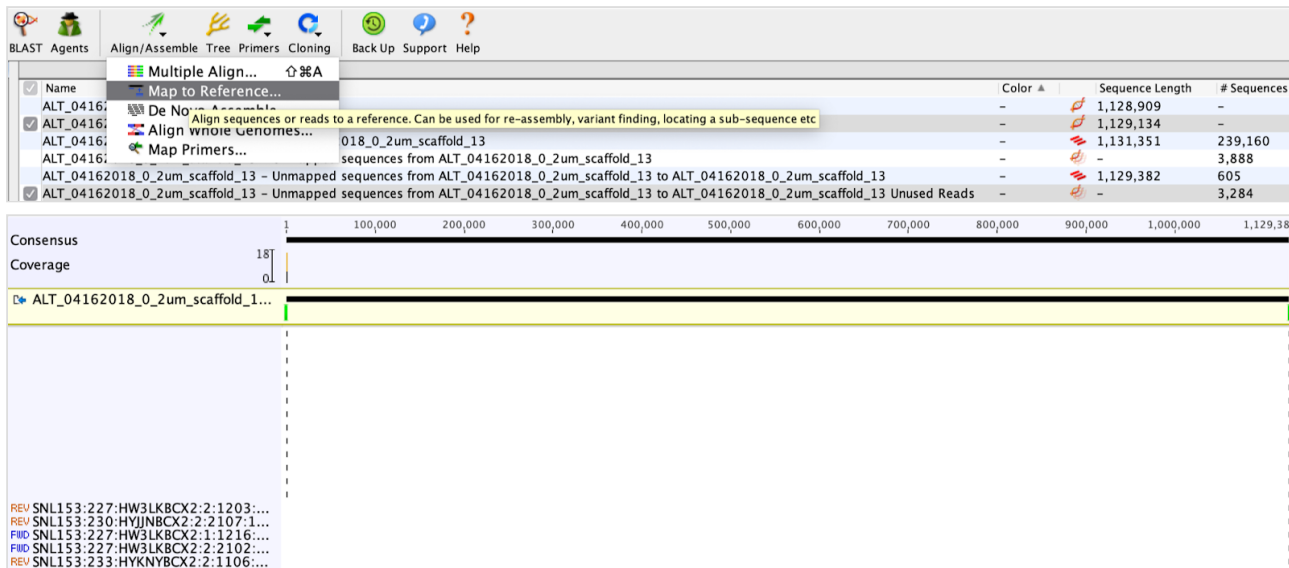 BLAST Agents Align/Assemble Tree Primers Cloning Back Up Support Help
Multiple Align... ⇧⌘A
Map to Reference...
De Novo Assemble
Align sequences or reads to a reference. Can be used for re-assembly, variant finding, locating a sub-sequence etc
Align Whole Genomes...
Map Primers...
Name Color Sequence Length # Sequences
ALT_0416 – 1,128,909 –
ALT_0416 – 1,129,134 –
ALT_0416 018_0_2um_scaffold_13 – 1,131,351 239,160
ALT_04162018_0_2um_scaffold_13 – Unmapped sequences from ALT_04162018_0_2um_scaffold_13 – – 3,888
ALT_04162018_0_2um_scaffold_13 – Unmapped sequences from ALT_04162018_0_2um_scaffold_13 to ALT_04162018_0_2um_scaffold_13 – 1,129,382 605
ALT_04162018_0_2um_scaffold_13 – Unmapped sequences from ALT_04162018_0_2um_scaffold_13 to ALT_04162018_0_2um_scaffold_13 Unused Reads – – 3,284
1 100,000 200,000 300,000 400,000 500,000 600,000 700,000 800,000 900,000 1,000,000 1,129,38
Consensus
Coverage 18 0
ALT_04162018_0_2um_scaffold_1...
REV SNL153:227:HW3LKBCX2:2:1203:...
REV SNL153:230:HYJJNBCX2:2:2107:1...
FWD SNL153:227:HW3LKBCX2:1:1216:...
FWD SNL153:227:HW3LKBCX2:2:2102:...
REV SNL153:233:HYKNYBCX2:2:1106:...